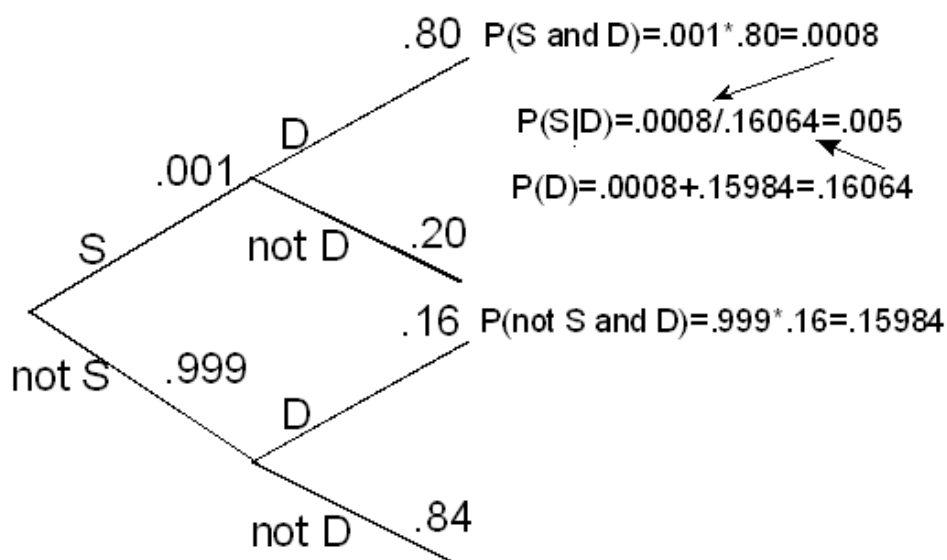 .80 P(S and D)=.001*.80=.0008
D
P(S|D)=.0008/.16064=.005
.001
P(D)=.0008+.15984=.16064
S
not D
.20
.16 P(not S and D)=.999*.16=.15984
not S
.999
D
not D
.84